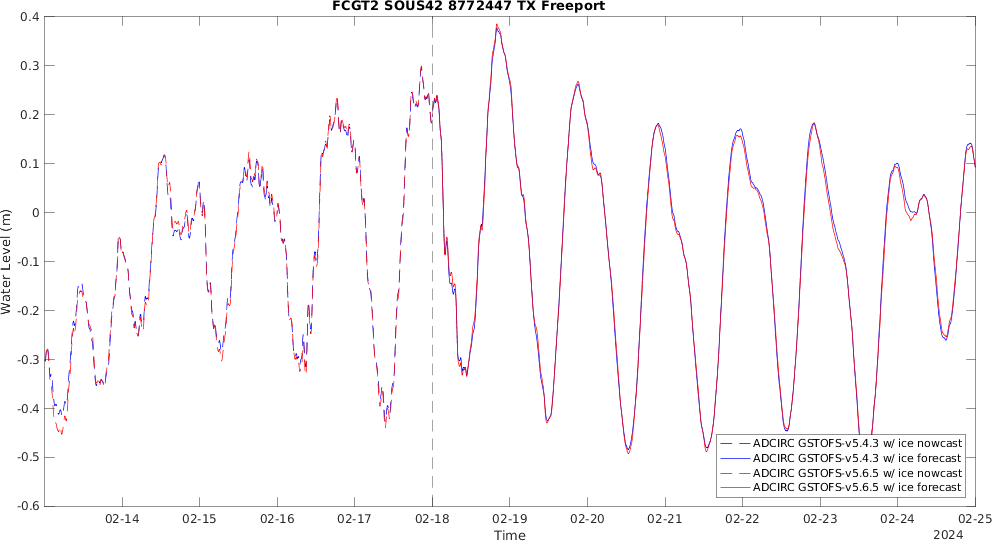 FCGT2 SOUS42 8772447 TX Freeport
0.4
0.3
0.2
0.1
0
-0.1
-0.2
-0.3
-0.4
-0.5
-0.6
Water Level (m)
ADCIRC GSTOFS-v5.4.3 w/ ice nowcast
ADCIRC GSTOFS-v5.4.3 w/ ice forecast
ADCIRC GSTOFS-v5.6.5 w/ ice nowcast
ADCIRC GSTOFS-v5.6.5 w/ ice forecast
02-14 02-15 02-16 02-17 02-18 02-19 02-20 02-21 02-22 02-23 02-24 02-25
Time
2024